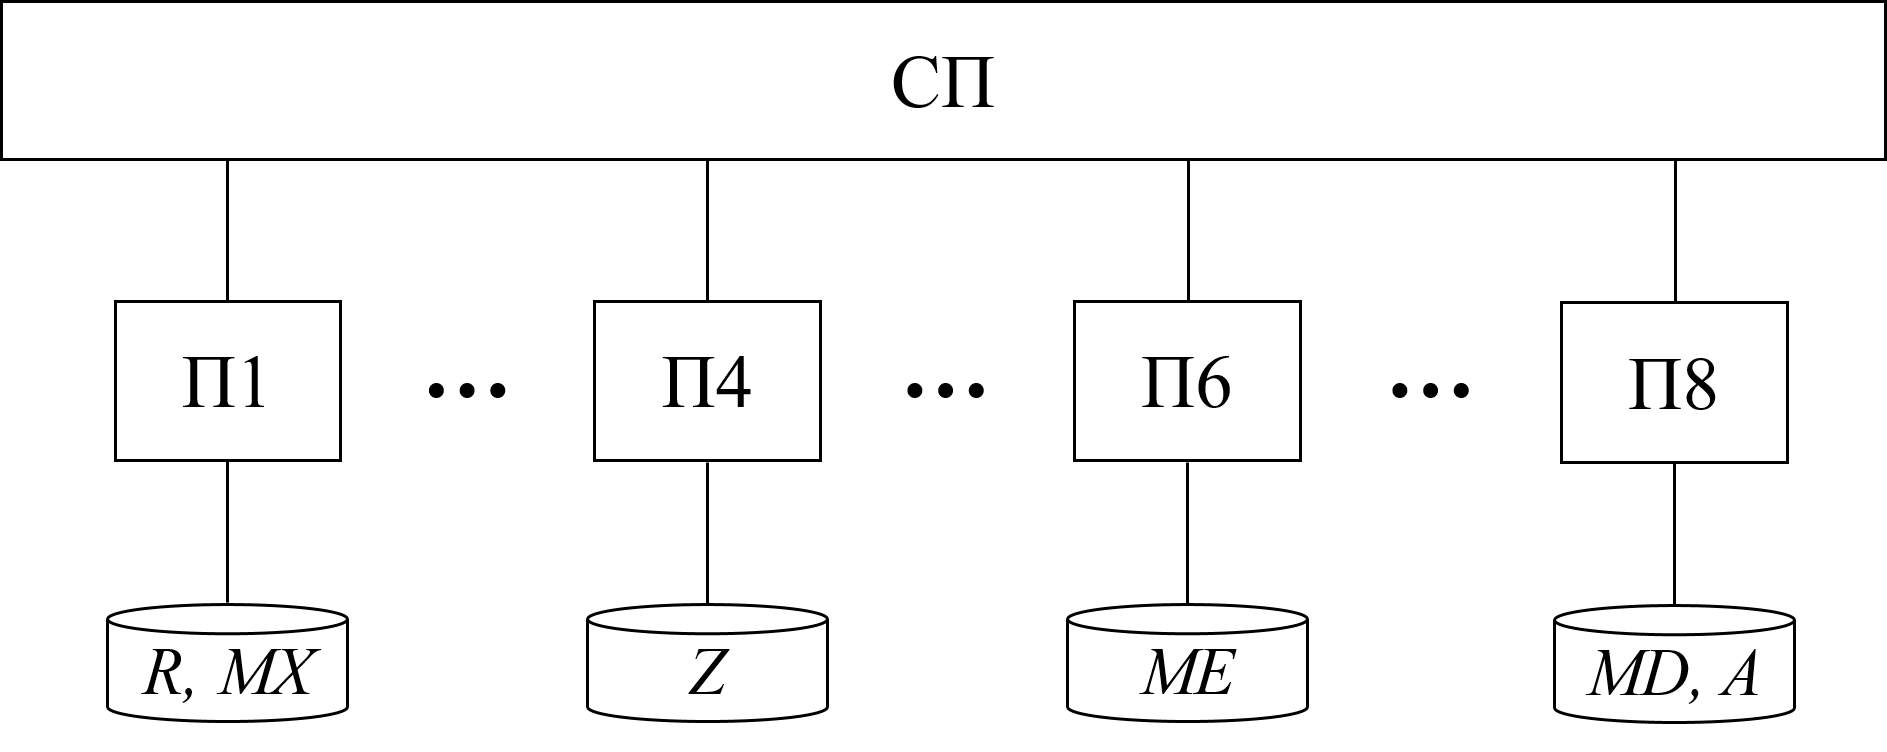 СП
П1 ... П4 ... П6 ... П8
R, MX Z ME MD, A